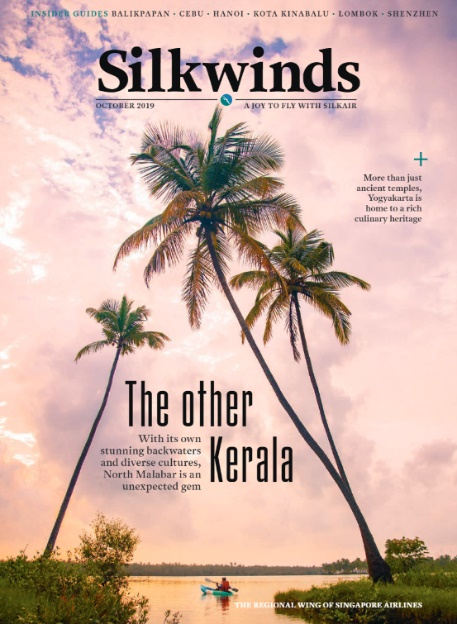 INSIDER GUIDES BALIKPAPAN • CEBU • HANOI • KOTA KINABALU • LOMBOK • SHENZHEN
Silkwinds
OCTOBER 2019
A JOY TO FLY WITH SILKAIR
+
More than just
ancient temples,
Yogyakarta is
home to a rich
culinary heritage
The other
Kerala
With its own
stunning backwaters
and diverse cultures,
North Malabar is an
unexpected gem
THE REGIONAL WING OF SINGAPORE AIRLINES